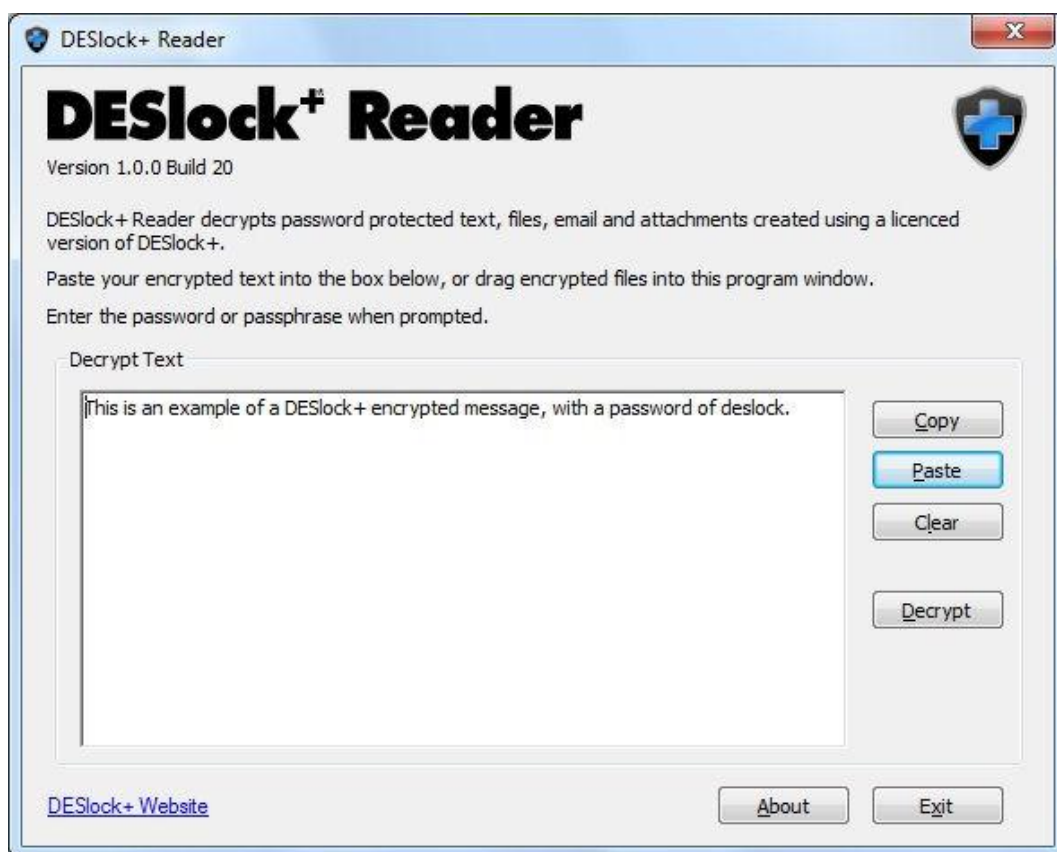 DESlock+ Reader
DESlock+ Reader
Version 1.0.0 Build 20
DESlock+ Reader decrypts password protected text, files, email and attachments created using a licenced
version of DESlock+.
Paste your encrypted text into the box below, or drag encrypted files into this program window.
Enter the password or passphrase when prompted.
Decrypt Text
This is an example of a DESlock+ encrypted message, with a password of deslock.
Copy
Paste
Clear
Decrypt
DESlock+ Website
About
Exit